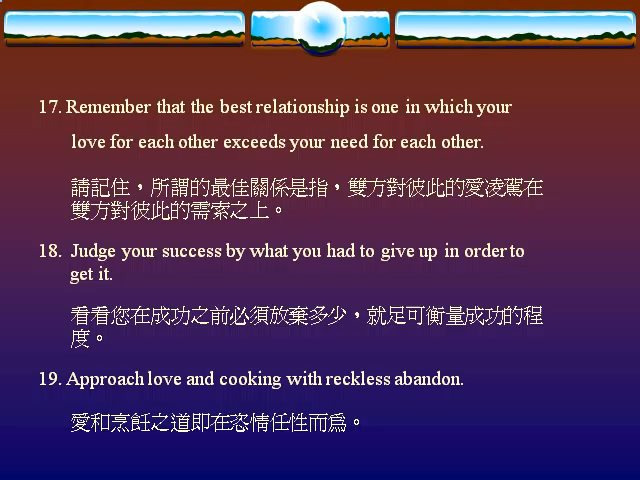 17. Remember that the best relationship is one in which your
love for each other exceeds your need for each other.
請記住，所謂的最佳關係是指，雙方對彼此的愛凌駕在
雙方對彼此的需索之上。
18. Judge your success by what you had to give up in order to
get it.
看看您在成功之前必須放棄多少，就足可衡量成功的程
度。
19. Approach love and cooking with reckless abandon.
愛和烹飪之道即在恣情任性而為。